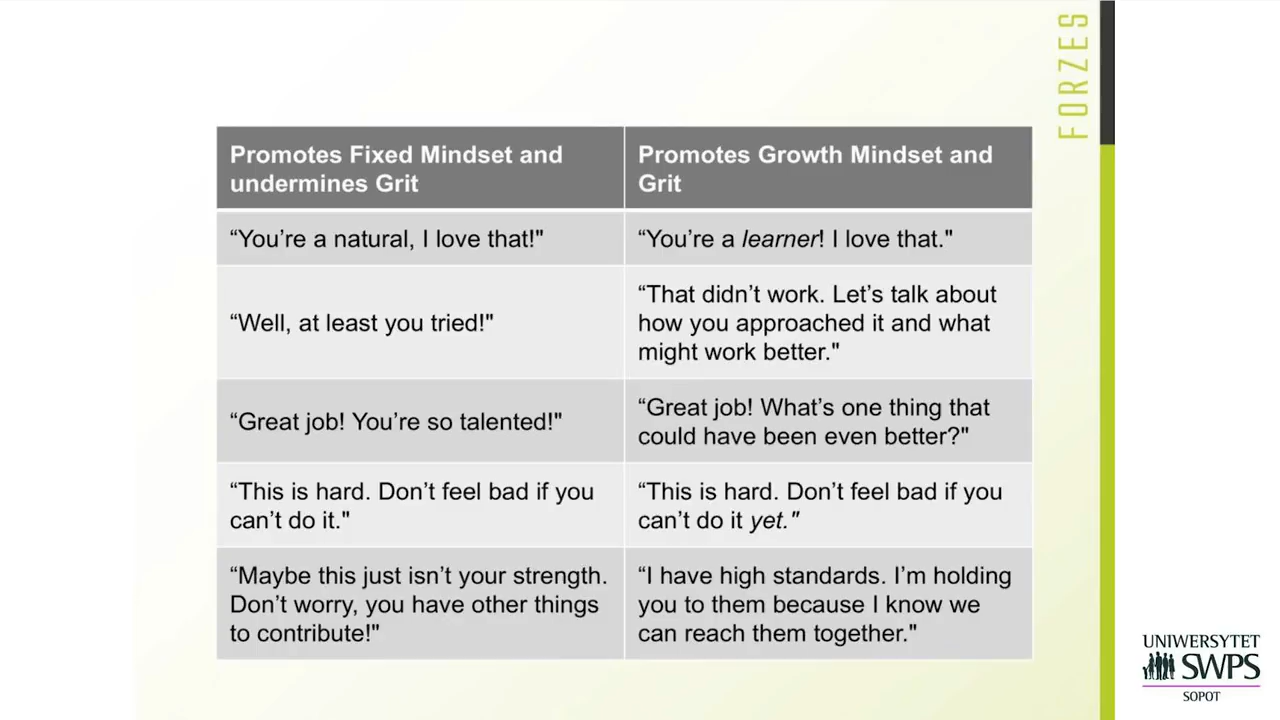 FORZES
Promotes Fixed Mindset and
undermines Grit
Promotes Growth Mindset and
Grit
“You’re a natural, I love that!"
“You’re a learner! I love that."
“Well, at least you tried!"
“That didn’t work. Let’s talk about
how you approached it and what
might work better."
“Great job! You’re so talented!"
“Great job! What’s one thing that
could have been even better?"
“This is hard. Don’t feel bad if you
can’t do it."
“This is hard. Don’t feel bad if you
can’t do it yet."
“Maybe this just isn’t your strength.
Don’t worry, you have other things
to contribute!"
“I have high standards. I’m holding
you to them because I know we
can reach them together."
UNIWERSYTET
SWPS
SOPOT